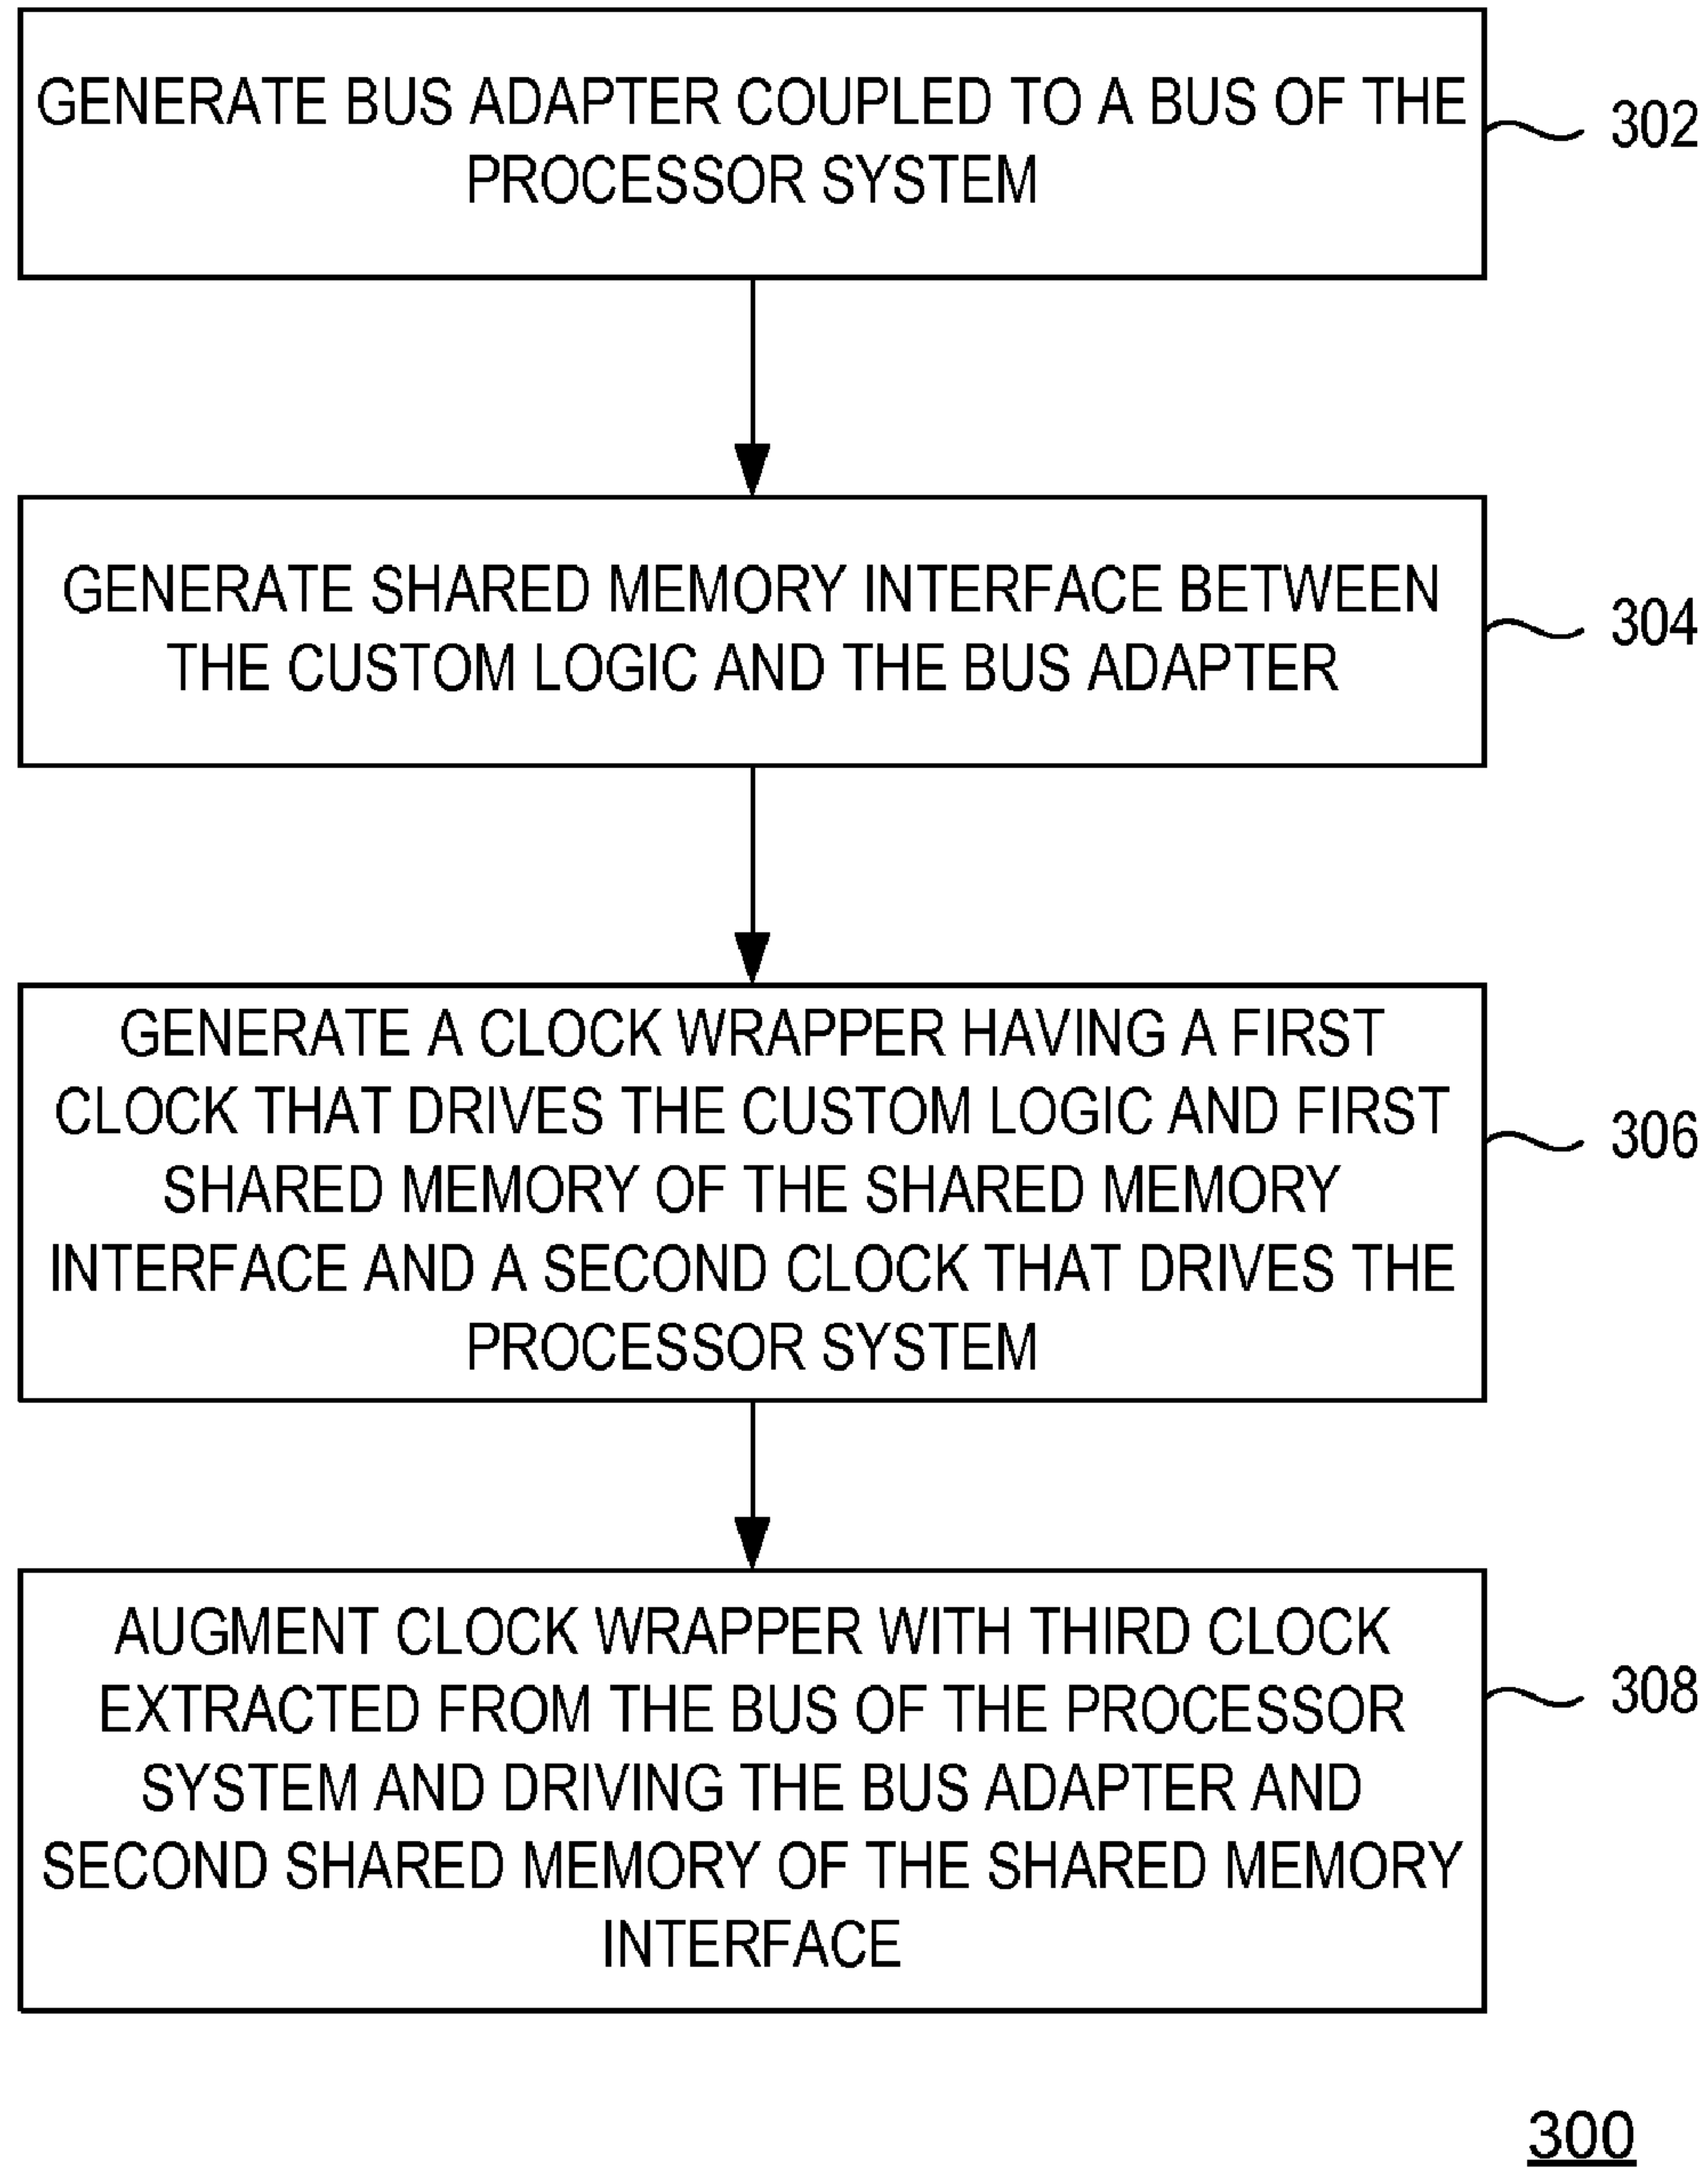 GENERATE BUS ADAPTER COUPLED TO A BUS OF THE
PROCESSOR SYSTEM
302
GENERATE SHARED MEMORY INTERFACE BETWEEN
THE CUSTOM LOGIC AND THE BUS ADAPTER
304
GENERATE A CLOCK WRAPPER HAVING A FIRST
CLOCK THAT DRIVES THE CUSTOM LOGIC AND FIRST
SHARED MEMORY OF THE SHARED MEMORY
INTERFACE AND A SECOND CLOCK THAT DRIVES THE
PROCESSOR SYSTEM
306
AUGMENT CLOCK WRAPPER WITH THIRD CLOCK
EXTRACTED FROM THE BUS OF THE PROCESSOR
SYSTEM AND DRIVING THE BUS ADAPTER AND
SECOND SHARED MEMORY OF THE SHARED MEMORY
INTERFACE
308
300